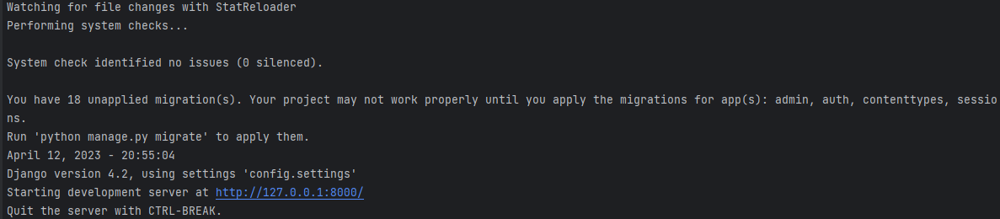 Watching for file changes with StatReloader
Performing system checks...
System check identified no issues (0 silenced).
You have 18 unapplied migration(s). Your project may not work properly until you apply the migrations for app(s): admin, auth, contenttypes, sessio
ns.
Run 'python manage.py migrate' to apply them.
April 12, 2023 - 20:55:04
Django version 4.2, using settings 'config.settings'
Starting development server at http://127.0.0.1:8000/
Quit the server with CTRL-BREAK.